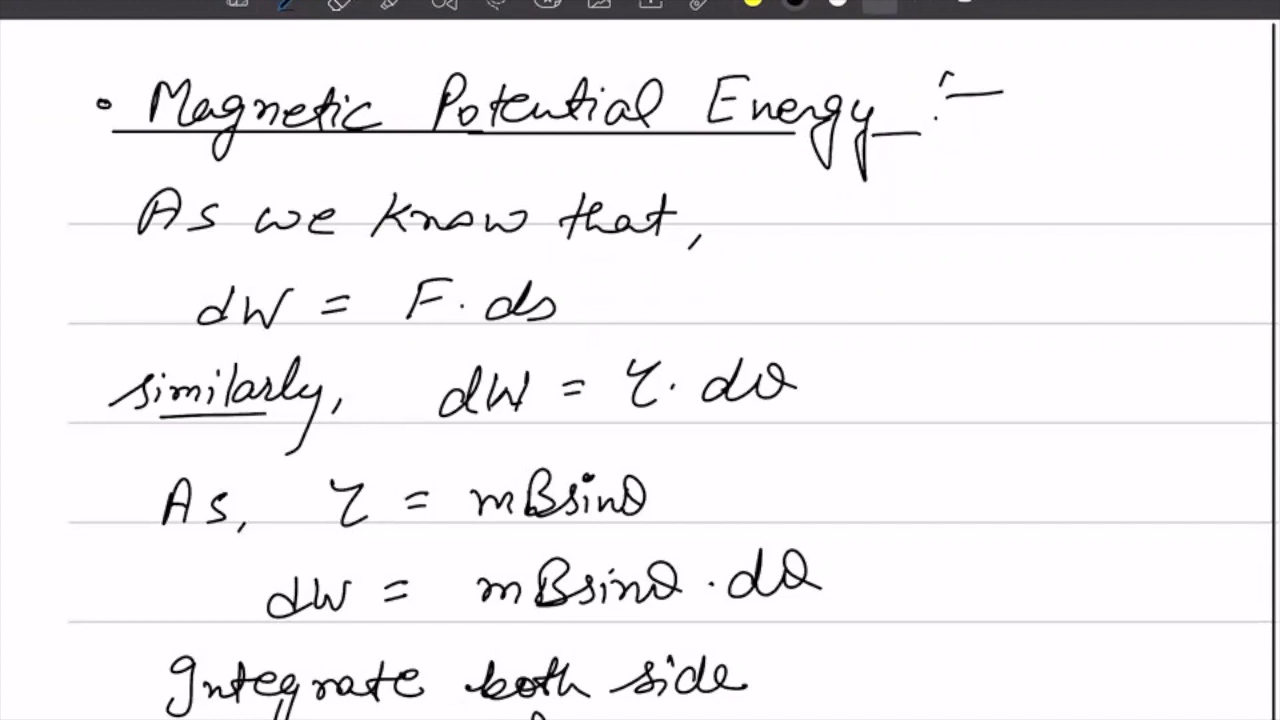 • Magnetic Potential Energy :-
As we know that,
dW = F. ds
similarly, dW = τ. dθ
As, τ = mBsinθ
dW = mBsinθ . dθ
Integrate both side